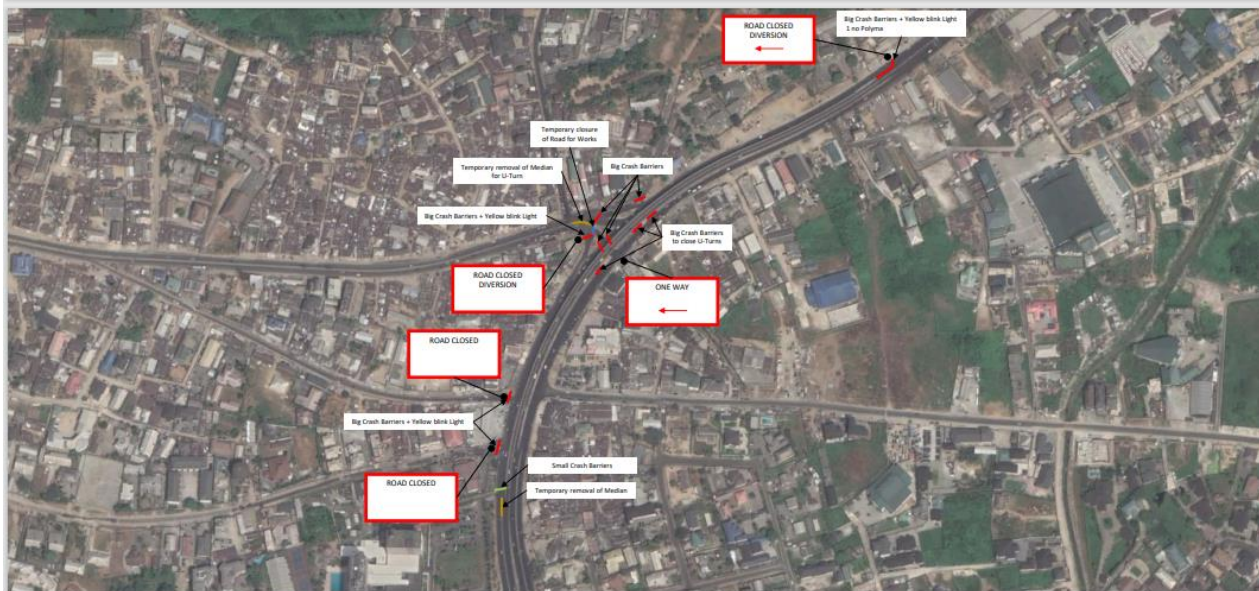 ROAD CLOSED
DIVERSION
Big Crash Barriers + Yellow blink Light
1 no Polyma
Temporary closure
of Road for Works
Temporary removal of Median
for U-Turn
Big Crash Barriers
Big Crash Barriers + Yellow blink Light
Big Crash Barriers
to close U-Turns
ROAD CLOSED
DIVERSION
ONE WAY
ROAD CLOSED
Big Crash Barriers + Yellow blink Light
Small Crash Barriers
ROAD CLOSED
Temporary removal of Median